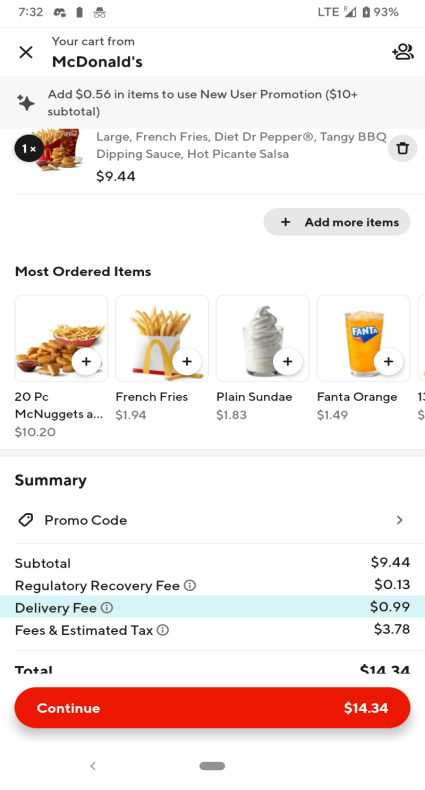 7:32
LTE
R
93%
Your cart from
McDonald's
Add $0.56 in items to use New User Promotion ($10+
subtotal)
1 ×
Large, French Fries, Diet Dr Pepper®, Tangy BBQ
Dipping Sauce, Hot Picante Salsa
$9.44
+ Add more items
Most Ordered Items
FANTA
20 Pc
McNuggets a...
$10.20
French Fries
$1.94
Plain Sundae
$1.83
Fanta Orange
$1.49
Summary
Promo Code
Subtotal $9.44
Regulatory Recovery Fee $0.13
Delivery Fee $0.99
Fees & Estimated Tax $3.78
Total $14.34
Continue $14.34